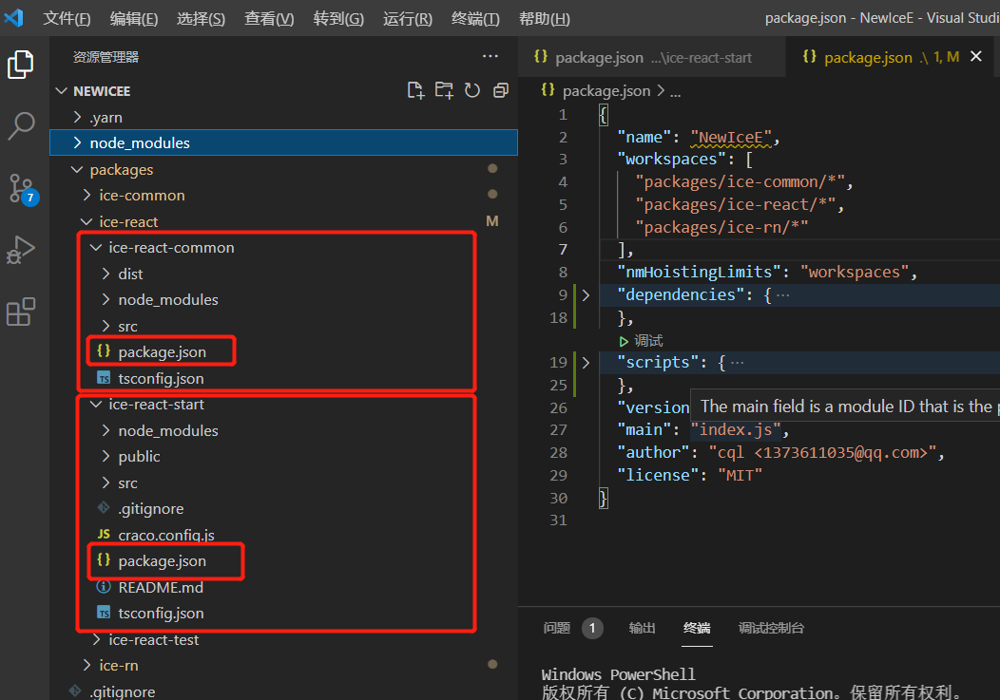 文件(F) 编辑(E) 选择(S) 查看(V) 转到(G) 运行(R) 终端(T) 帮助(H) package.json - NewIceE - Visual Studi
资源管理器 ···
NEWICEE
.yarn
node_modules
packages
ice-common
ice-react M
ice-react-common
dist
node_modules
src
{} package.json
TS tsconfig.json
ice-react-start
node_modules
public
src
.gitignore
JS craco.config.js
{} package.json
README.md
TS tsconfig.json
ice-react-test
ice-rn
.gitignore
7
{} package.json ...\ice-react-start {} package.json .\ 1, M ×
{} package.json > ...
1 {
2 "name": "NewIceE",
3 "workspaces": [
4 "packages/ice-common/*",
5 "packages/ice-react/*",
6 "packages/ice-rn/*"
7 ],
8 "nmHoistingLimits": "workspaces",
9 > "dependencies": { ···
18 },
▷ 调试
19 > "scripts": { ···
25 },
26 "version
The main field is a module ID that is the
27 "main": "index.js",
28 "author": "cql <1373611035@qq.com>",
29 "license": "MIT"
30 }
31
问题 1 输出 终端 调试控制台
Windows PowerShell
版权所有 (C) Microsoft Corporation。保留所有权利。